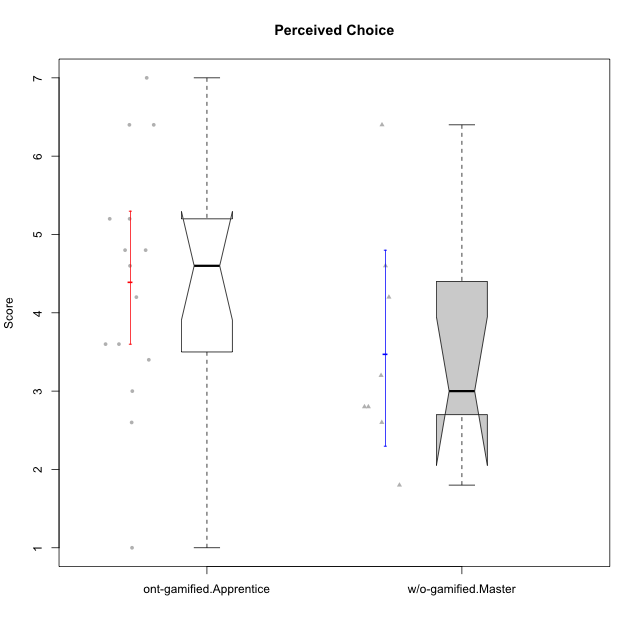 Perceived Choice
Score
7
6
5
4
3
2
1
ont-gamified.Apprentice
w/o-gamified.Master